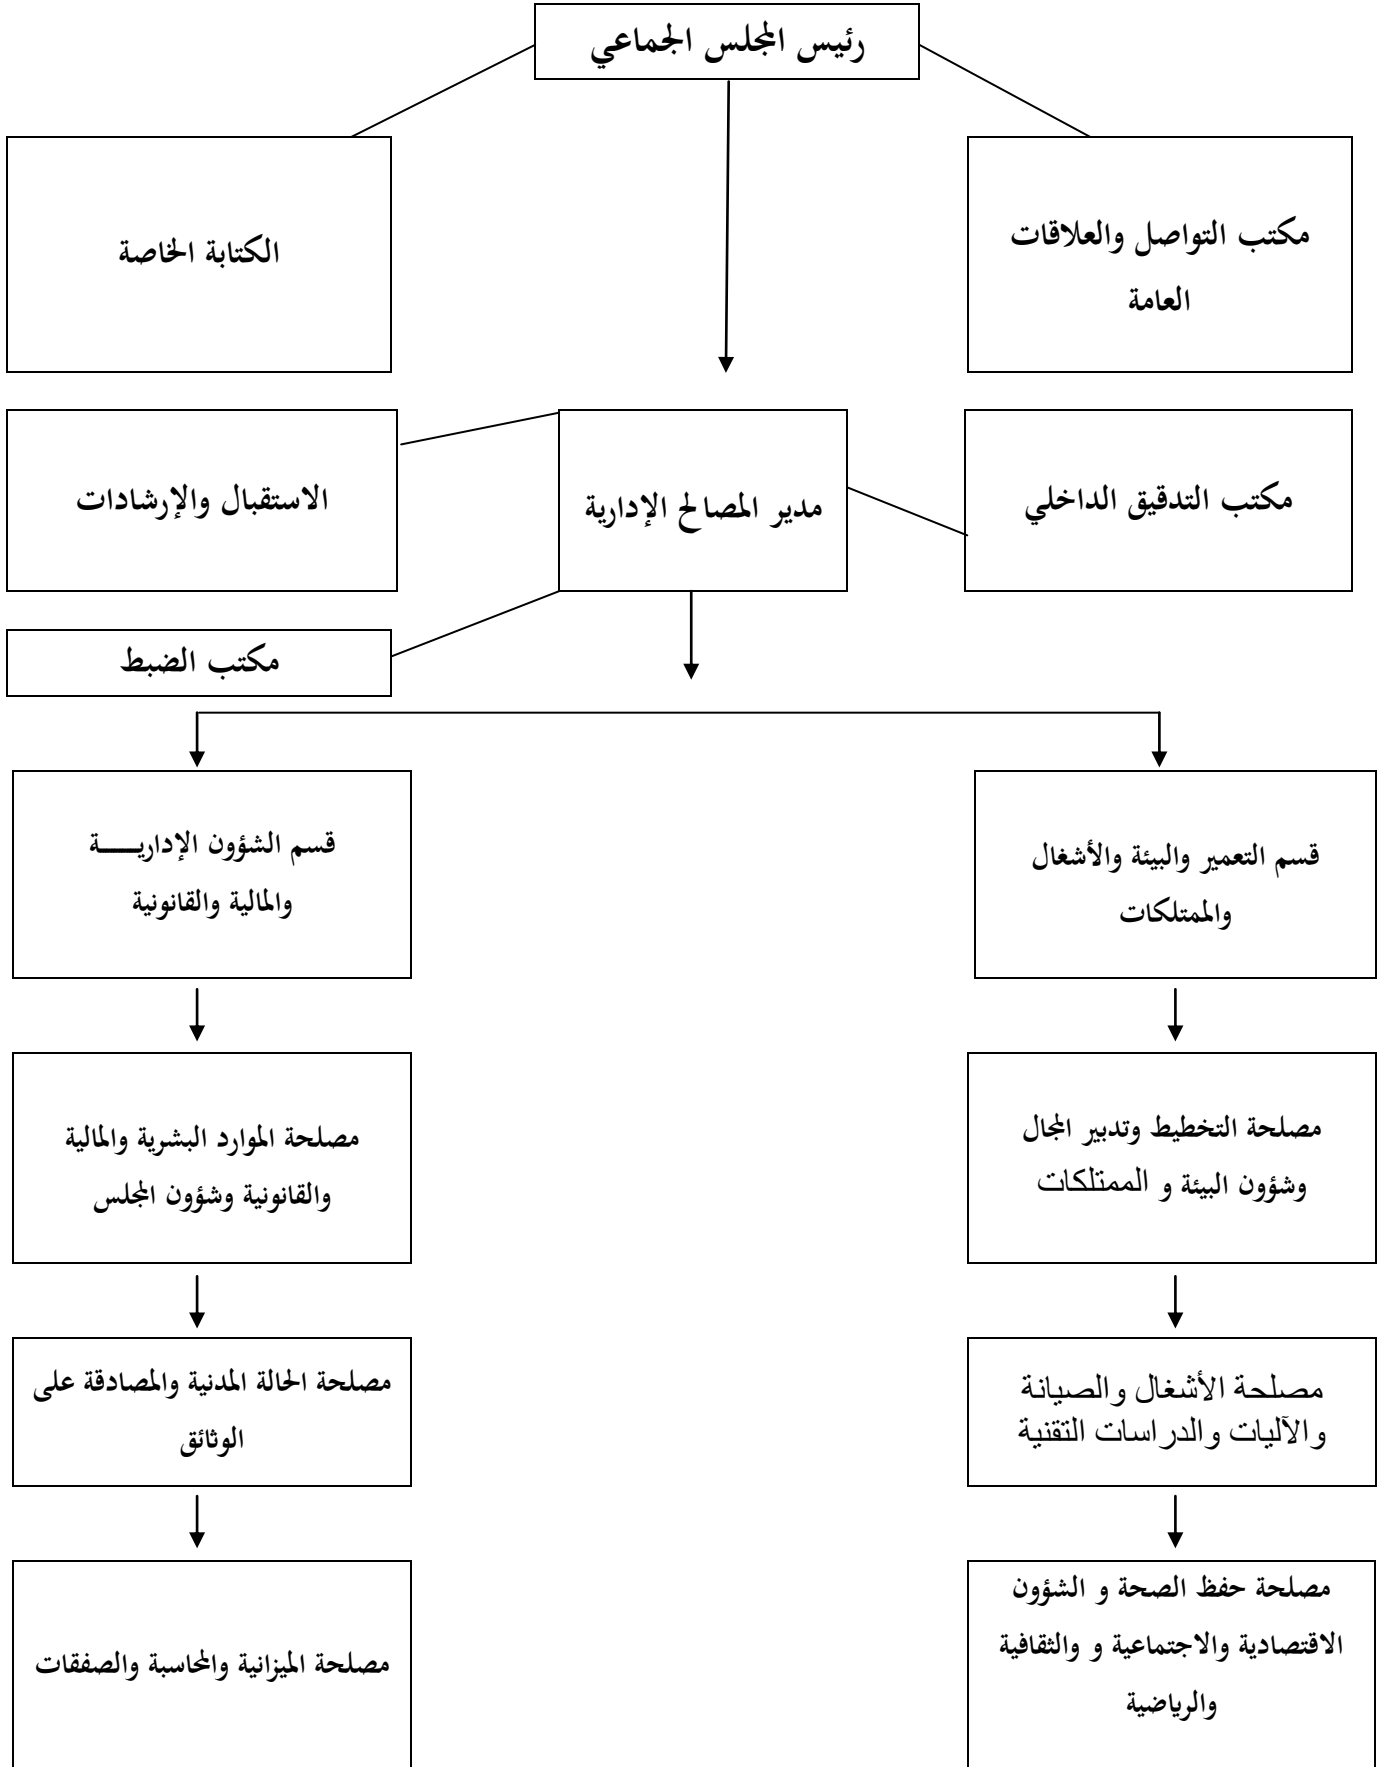 رئيس المجلس الجماعي
مكتب التواصل والعلاقات
العامة
الكتابة الخاصة
مكتب التدقيق الداخلي
مدير المصالح الإدارية
الاستقبال والإرشادات
مكتب الضبط
قسم التعمير والبيئة والأشغال
والممتلكات
قسم الشؤون الإداريــــة
والمالية والقانونية
مصلحة التخطيط وتدبير المجال
وشؤون البيئة و الممتلكات
مصلحة الموارد البشرية والمالية
والقانونية وشؤون المجلس
مصلحة الأشغال والصيانة
والآليات والدراسات التقنية
مصلحة الحالة المدنية والمصادقة على
الوثائق
مصلحة حفظ الصحة و الشؤون
الاقتصادية والاجتماعية و والثقافية
والرياضية
مصلحة الميزانية والمحاسبة والصفقات